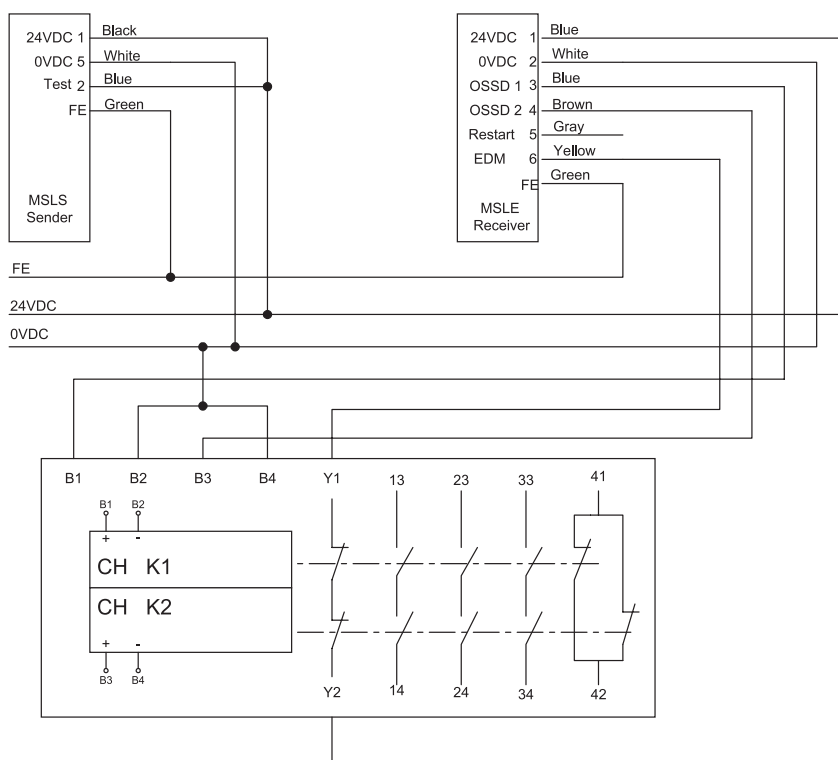 24VDC 1 Black
0VDC 5 White
Test 2 Blue
FE Green
MSLS
Sender
24VDC 1 Blue
0VDC 2 White
OSSD 1 3 Blue
OSSD 2 4 Brown
Restart 5 Gray
EDM 6 Yellow
FE Green
MSLE
Receiver
FE
24VDC
0VDC
B1 B2 B3 B4 Y1 13 23 33 41
B1 B2
+ -
CH K1
CH K2
+ -
B3 B4
Y2 14 24 34 42